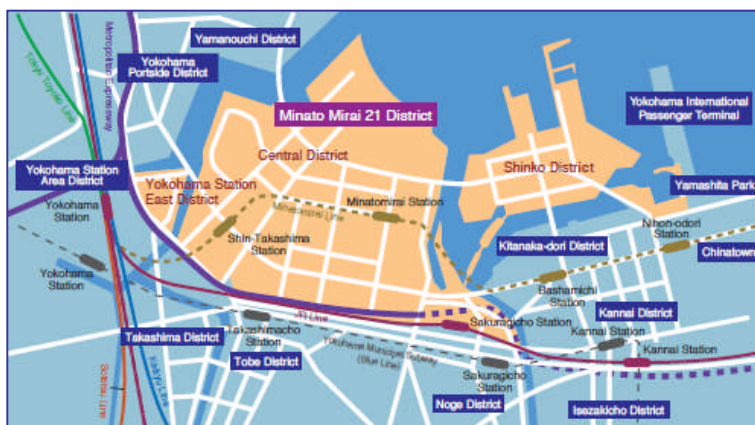 Yamanouchi District
Yokohama
Portside District
Metropolitan Expressway
Tokyu Toyoko Line
Minato Mirai 21 District
Yokohama International
Passenger Terminal
Central District
Shinko District
Yokohama Station
Area District
Yokohama Station
East District
Yamashita Park
Yokohama
Station
Minatomirai Station
Minatomirai Line
Shin-Takashima
Station
Kitanaka-dori District
Nihon-odori
Station
Chinatown
Yokohama
Station
Bashamichi
Station
Kannai District
JR Line
Takashima District
Takashimacho
Station
Sakuragicho Station
Kannai Station
Kannai Station
Yokohama Municipal Subway
(Blue Line)
Tobe District
Sakuragicho
Station
Keikyu Line
Sotetsu Line
Noge District
Isezakicho District